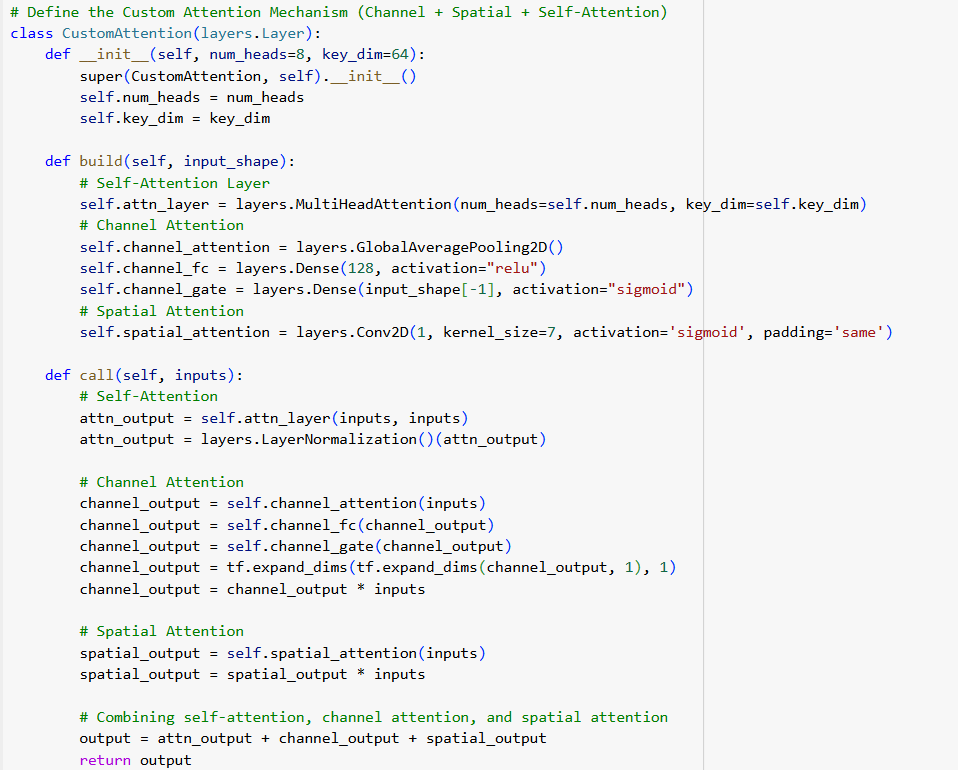 # Define the Custom Attention Mechanism (Channel + Spatial + Self-Attention)
class CustomAttention(layers.Layer):
    def __init__(self, num_heads=8, key_dim=64):
        super(CustomAttention, self).__init__()
        self.num_heads = num_heads
        self.key_dim = key_dim

    def build(self, input_shape):
        # Self-Attention Layer
        self.attn_layer = layers.MultiHeadAttention(num_heads=self.num_heads, key_dim=self.key_dim)
        # Channel Attention
        self.channel_attention = layers.GlobalAveragePooling2D()
        self.channel_fc = layers.Dense(128, activation="relu")
        self.channel_gate = layers.Dense(input_shape[-1], activation="sigmoid")
        # Spatial Attention
        self.spatial_attention = layers.Conv2D(1, kernel_size=7, activation='sigmoid', padding='same')

    def call(self, inputs):
        # Self-Attention
        attn_output = self.attn_layer(inputs, inputs)
        attn_output = layers.LayerNormalization()(attn_output)

        # Channel Attention
        channel_output = self.channel_attention(inputs)
        channel_output = self.channel_fc(channel_output)
        channel_output = self.channel_gate(channel_output)
        channel_output = tf.expand_dims(tf.expand_dims(channel_output, 1), 1)
        channel_output = channel_output * inputs

        # Spatial Attention
        spatial_output = self.spatial_attention(inputs)
        spatial_output = spatial_output * inputs

        # Combining self-attention, channel attention, and spatial attention
        output = attn_output + channel_output + spatial_output
        return output